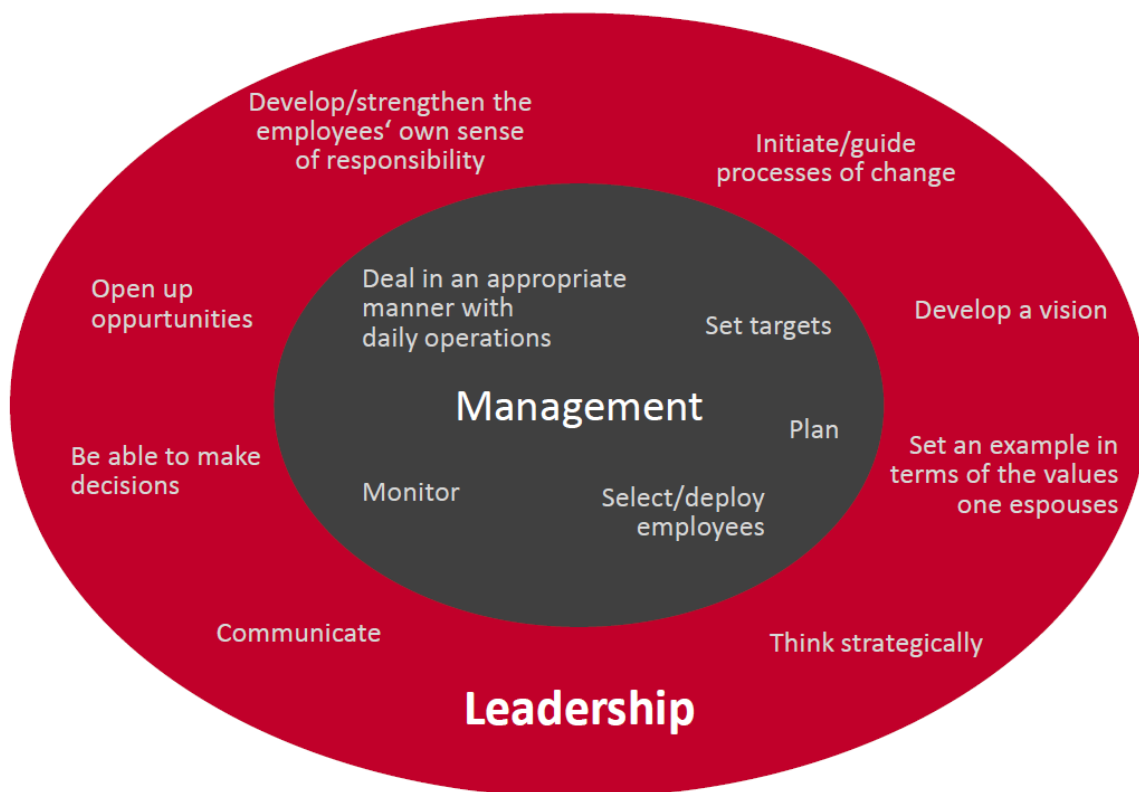 Develop/strengthen the
employees‘ own sense
of responsibility
Initiate/guide
processes of change
Open up
oppurtunities
Deal in an appropriate
manner with
daily operations
Set targets
Develop a vision
Management
Plan
Be able to make
decisions
Monitor
Select/deploy
employees
Set an example in
terms of the values
one espouses
Communicate
Think strategically
Leadership